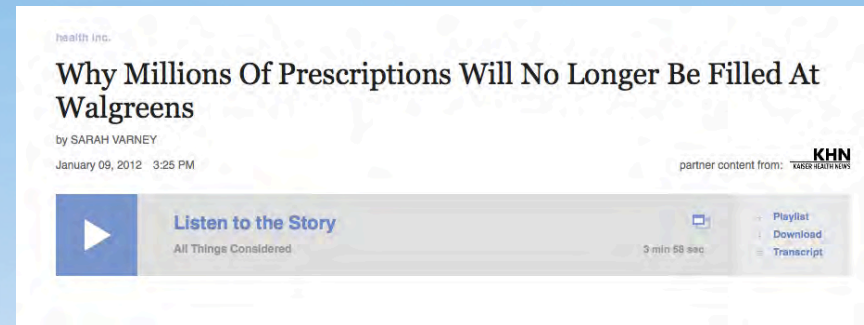 health inc.
Why Millions Of Prescriptions Will No Longer Be Filled At
Walgreens
by SARAH VARNEY
January 09, 2012 3:25 PM
partner content from: KHN
KAISER HEALTH NEWS
Listen to the Story
All Things Considered
3 min 58 sec
Playlist
Download
Transcript